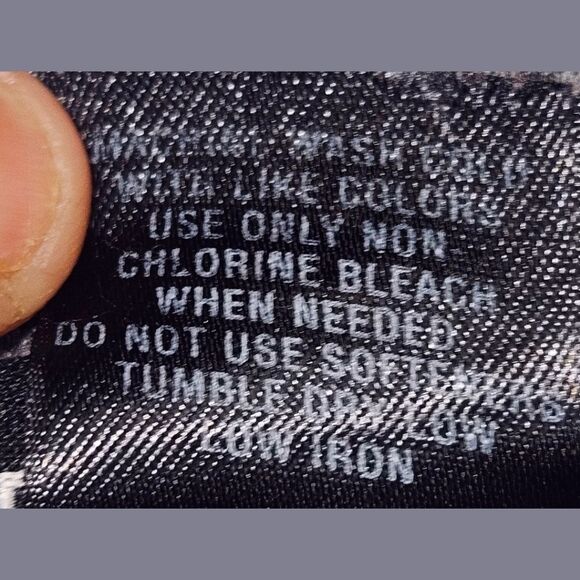 MACHINE WASH COLD
WITH LIKE COLORS
USE ONLY NON-
CHLORINE BLEACH
WHEN NEEDED
DO NOT USE SOFTENERS
TUMBLE DRY LOW
LOW IRON